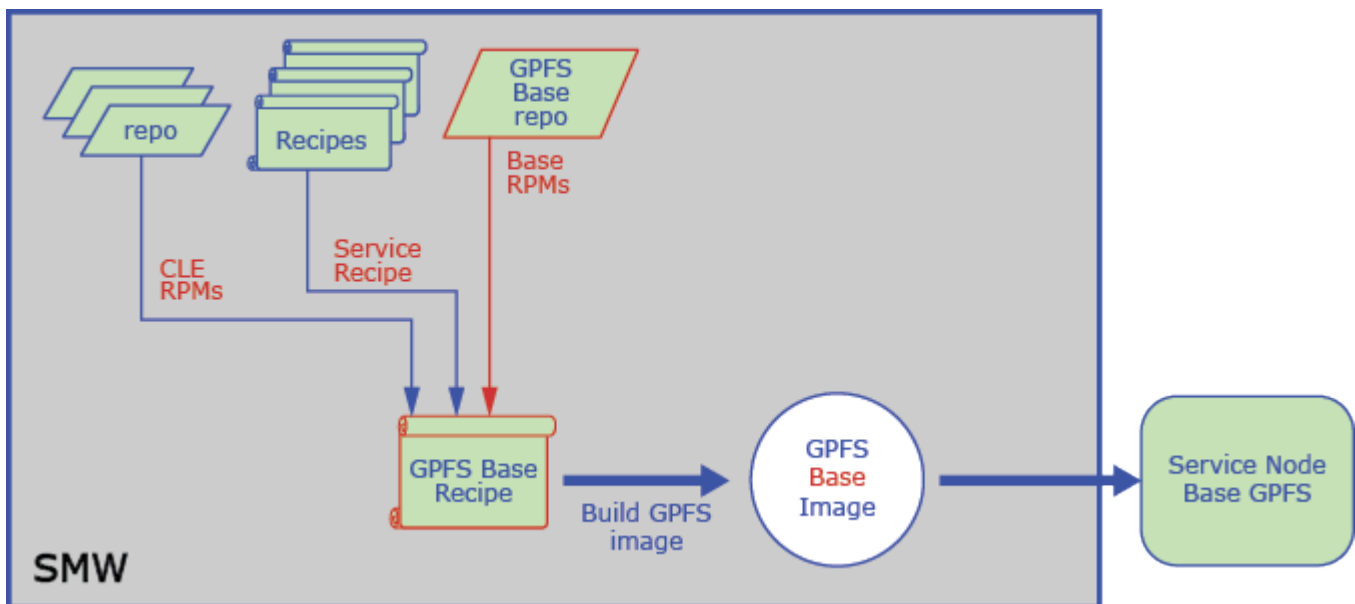 GPFS
Base
repo
repo
Recipes
Base
RPMs
Service
Recipe
CLE
RPMs
GPFS Base
Recipe
Build GPFS
image
GPFS
Base
Image
Service Node
Base GPFS
SMW